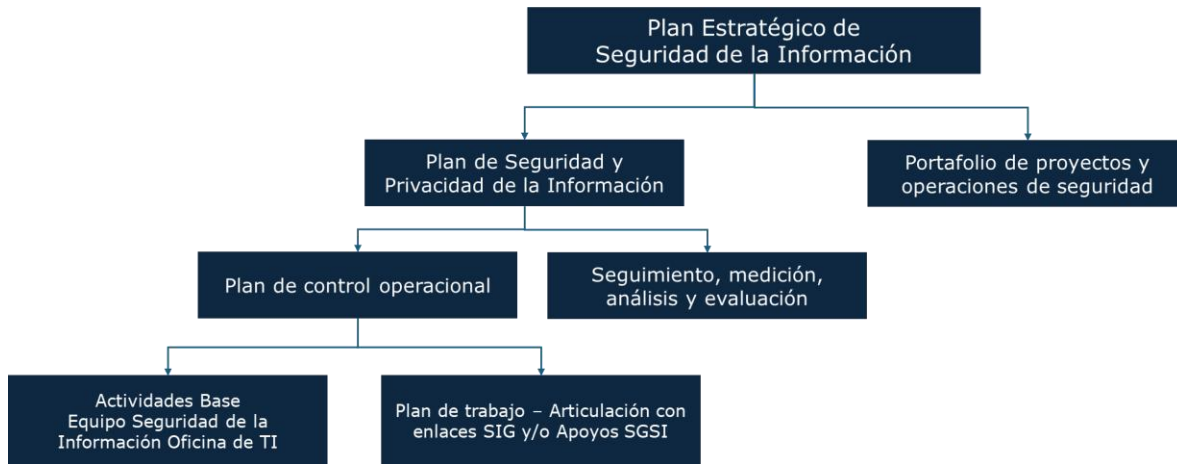 Plan Estratégico de
Seguridad de la Información
Plan de Seguridad y
Privacidad de la Información
Portafolio de proyectos y
operaciones de seguridad
Plan de control operacional
Seguimiento, medición,
análisis y evaluación
Actividades Base
Equipo Seguridad de la
Información Oficina de TI
Plan de trabajo – Articulación con
enlaces SIG y/o Apoyos SGSI